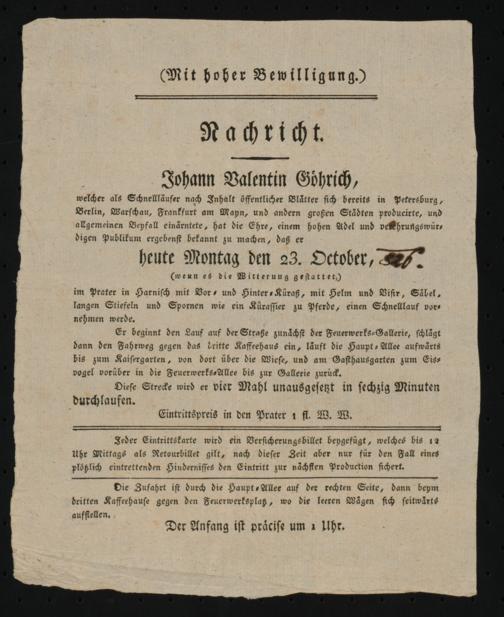 (Mit hoher Bewilligung.)
Nachricht.
Johann Valentin Göhrich,
welcher als Schnellläufer nach Inhalt öffentlicher Blätter sich bereits in Petersburg,
Berlin, Warschau, Frankfurt am Mayn, und andern großen Städten producirte, und
allgemeinen Beyfall einärntete, hat die Ehre, einem hohen Adel und verehrungswür-
digen Publikum ergebenst bekannt zu machen, daß er
heute Montag den 23. October, 826.
(wenn es die Witterung gestattet,)
im Prater in Harnisch mit Vor- und Hinter-Küraß, mit Helm und Visir, Säbel,
langen Stiefeln und Spornen wie ein Kürassier zu Pferde, einen Schnelllauf vor-
nehmen werde.
Er beginnt den Lauf auf der Straße zunächst der Feuerwerks-Gallerie, schlägt
dann den Fahrweg gegen das dritte Kaffeehaus ein, läuft die Haupt-Allee aufwärts
bis zum Kaisergarten, von dort über die Wiese, und am Gasthausgarten zum Eis-
vogel vorüber in die Feuerwerks-Allee bis zur Gallerie zurück.
Diese Strecke wird er vier Mahl unausgesetzt in sechzig Minuten
durchlaufen.
Eintrittspreis in den Prater 1 fl. W. W.
Jeder Eintrittskarte wird ein Versicherungsbillet beygefügt, welches bis 12
Uhr Mittags als Retourbillet gilt, nach dieser Zeit aber nur für den Fall eines
plötzlich eintrettenden Hindernisses den Eintritt zur nächsten Production sichert.
Die Zufahrt ist durch die Haupt-Allee auf der rechten Seite, dann beym
dritten Kaffeehause gegen den Feuerwerksplatz, wo die leeren Wägen sich seitwärts
aufstellen.
Der Anfang ist präcise um 1 Uhr.